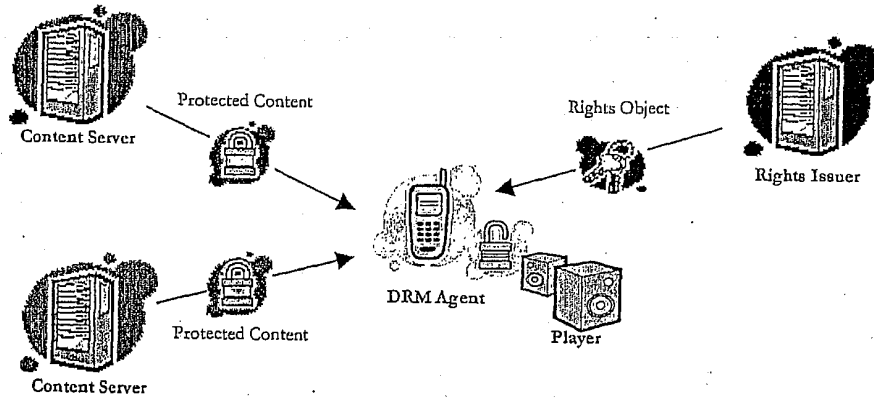 Protected Content
Content Server
Rights Object
Rights Issuer
DRM Agent
Player
Protected Content
Content Server